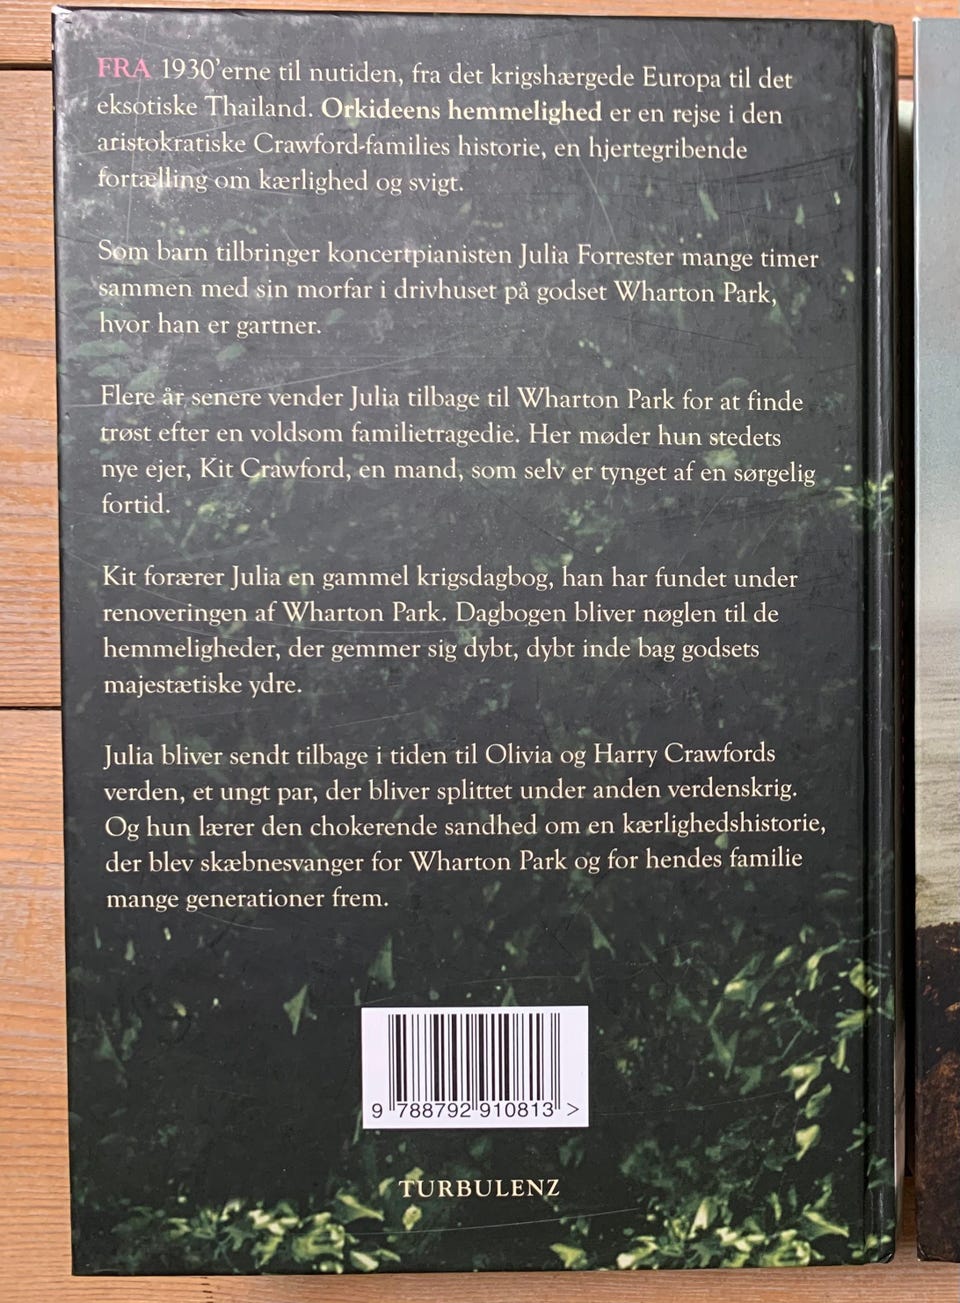 FRA 1930'erne til nutiden, fra det krigshærgede Europa til det
eksotiske Thailand. Orkideens hemmelighed er en rejse i den
aristokratiske Crawford-families historie, en hjertegribende
fortælling om kærlighed og svigt.
Som barn tilbringer koncertpianisten Julia Forrester mange timer
sammen med sin morfar i drivhuset på godset Wharton Park,
hvor han er gartner.
Flere år senere vender Julia tilbage til Wharton Park for at finde
trøst efter en voldsom familietragedie. Her møder hun stedets
nye ejer, Kit Crawford, en mand, som selv er tynget af en sørgelig
fortid.
Kit forærer Julia en gammel krigsdagbog, han har fundet under
renoveringen af Wharton Park. Dagbogen bliver nøglen til de
hemmeligheder, der gemmer sig dybt, dybt inde bag godsets
majestætiske ydre.
Julia bliver sendt tilbage i tiden til Olivia og Harry Crawfords
verden, et ungt par, der bliver splittet under anden verdenskrig.
Og hun lærer den chokerende sandhed om en kærlighedshistorie,
der blev skæbnesvanger for Wharton Park og for hendes familie
mange generationer frem.
9 788792 910813 >
TURBULENZ